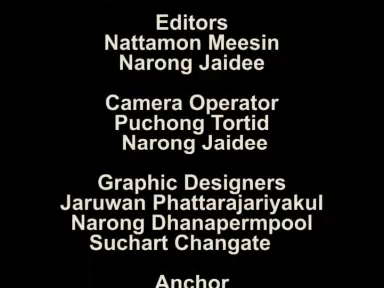 Editors
Nattamon Meesin
Narong Jaidee
Camera Operator
Puchong Tortid
Narong Jaidee
Graphic Designers
Jaruwan Phattarajariyakul
Narong Dhanapermpool
Suchart Changate
Anchor